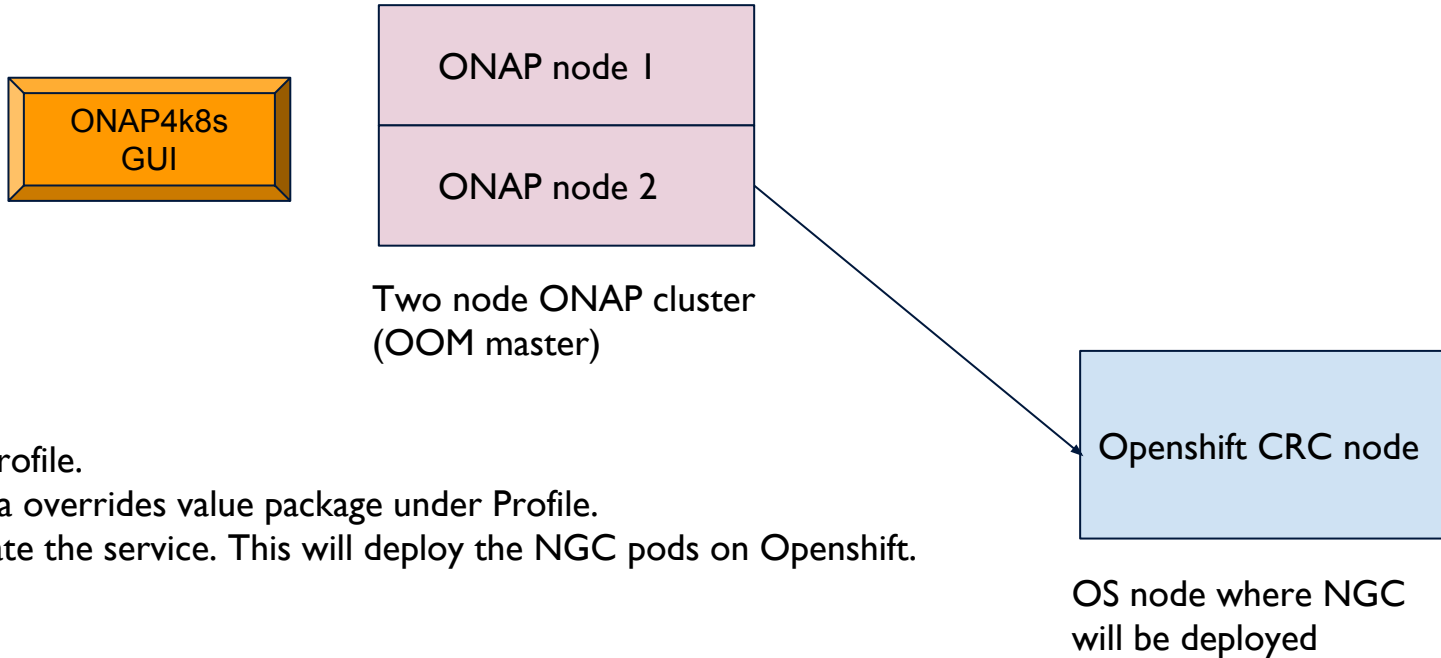 ONAP4k8s
GUI
ONAP node 1
ONAP node 2
Two node ONAP cluster
(OOM master)
Openshift CRC node
OS node where NGC
will be deployed
overrides value package under Profile.
the service. This will deploy the NGC pods on Openshift.